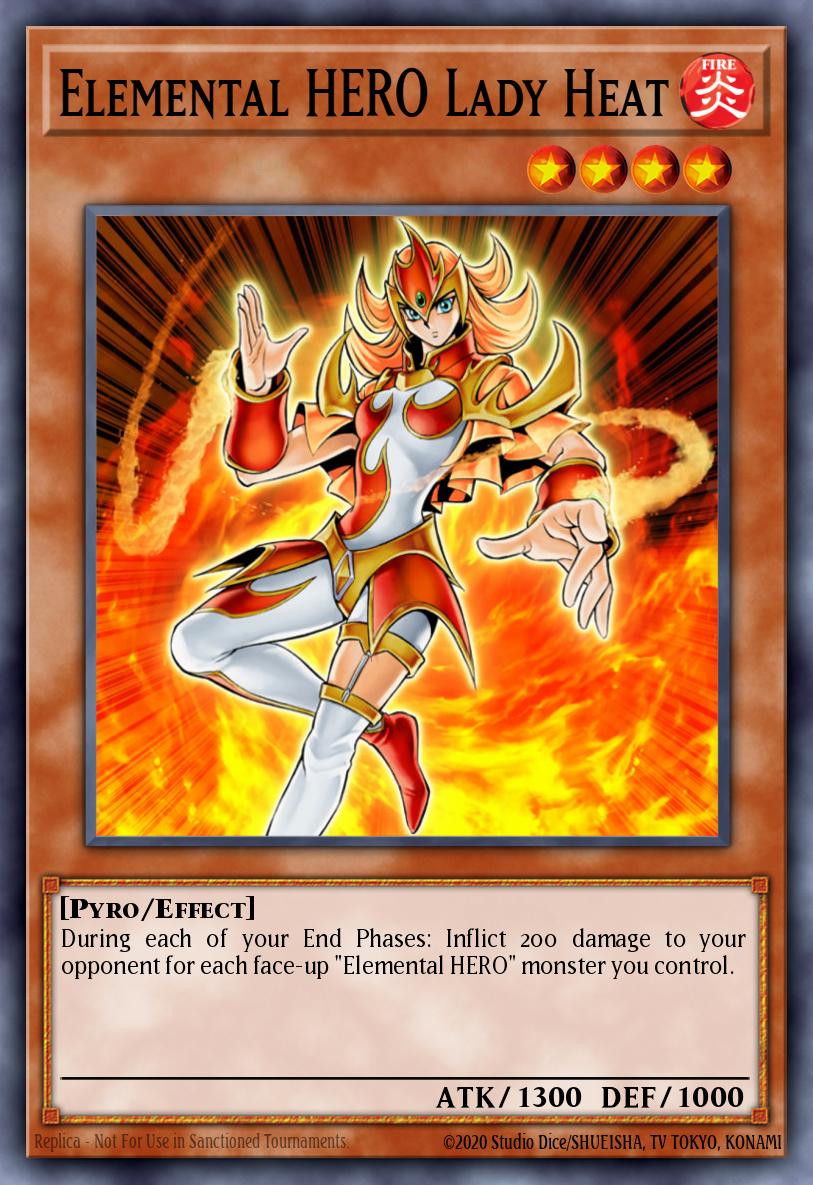 Elemental HERO Lady Heat
FIRE
炎
[Pyro/Effect]
During each of your End Phases: Inflict 200 damage to your
opponent for each face-up "Elemental HERO" monster you control.
ATK/1300 DEF/1000
Replica - Not For Use in Sanctioned Tournaments.
©2020 Studio Dice/SHUEISHA, TV TOKYO, KONAMI